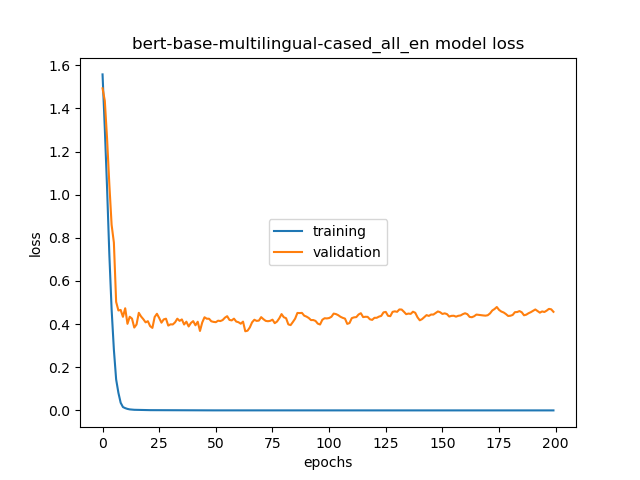 bert-base-multilingual-cased_all_en model loss
1.6
1.4
1.2
1.0
0.8
0.6
0.4
0.2
0.0
loss
training
validation
0 25 50 75 100 125 150 175 200
epochs